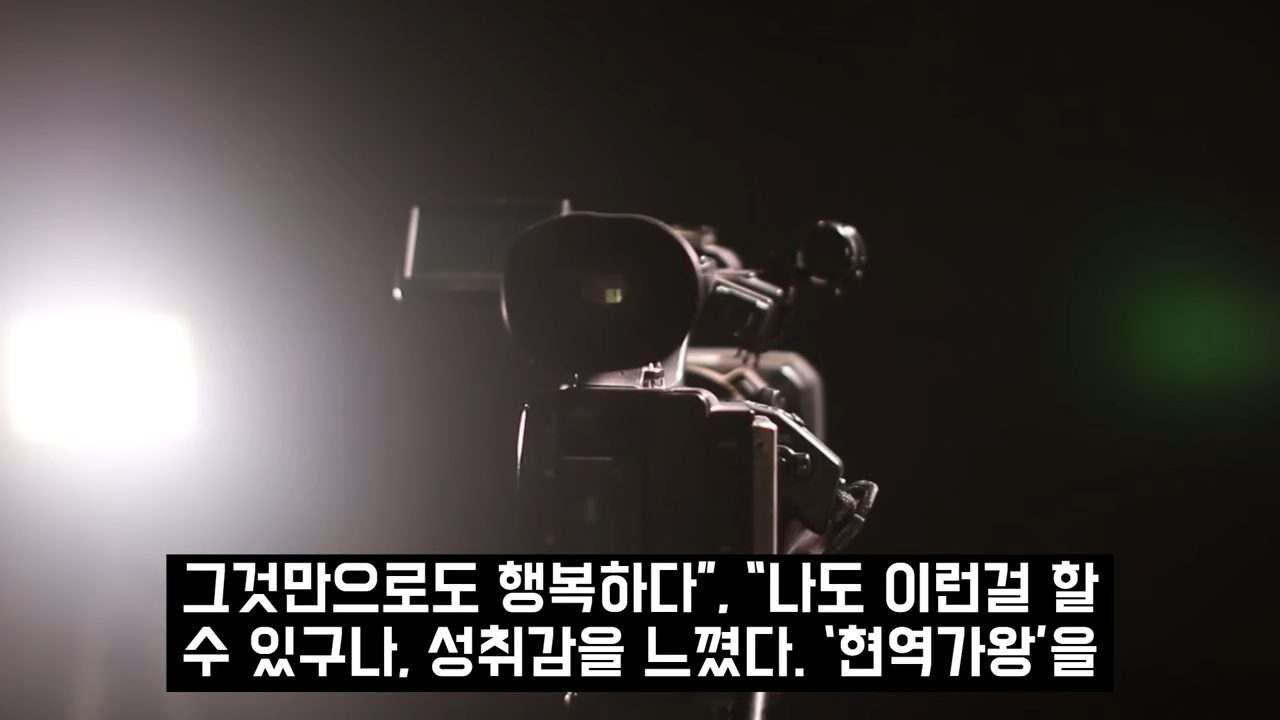 그것만으로도 행복하다”, “나도 이런걸 할
수 있구나, 성취감을 느꼈다. ‘현역가왕’을